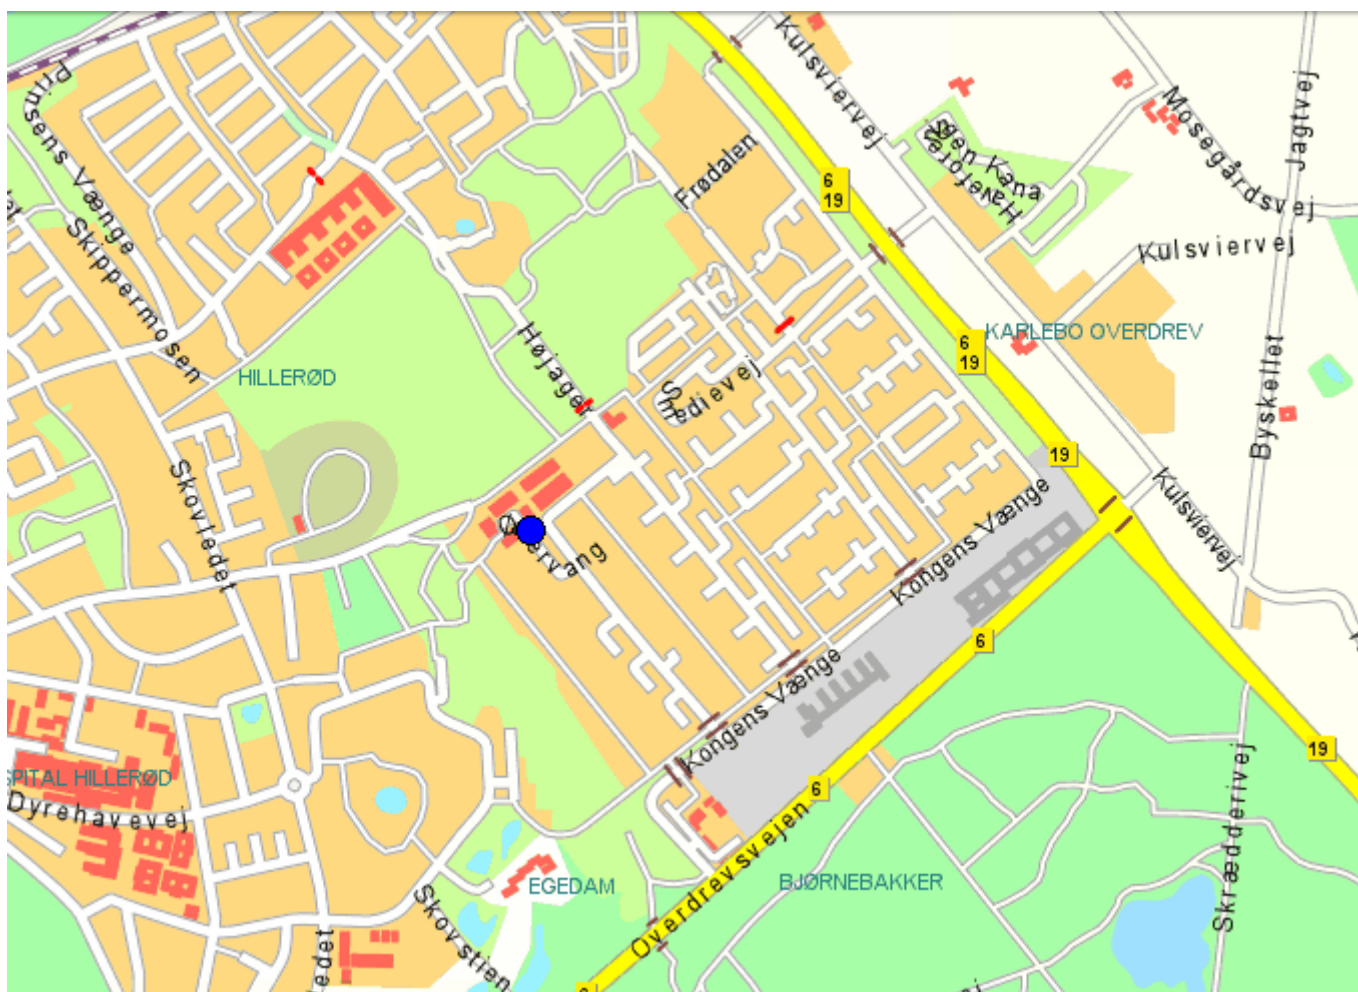 Kulsviervej
Prinsens Vænge
Frødalen
6
19
Mosegårdsvej
Jagtvej
Kulsviervej
Skippermosen
6
19
KARLEBO OVERDREV
Højager
HILLERØD
Smedievej
Byskellet
19
Skovledet
Kongens Vænge
Kulsviervej
6
Kongens Vænge
19
SPITAL HILLERØD
Dyrehavevej
6
Overdrevsvejen
Skrædderivej
EGEDAM
BJØRNEBAKKER
Skovstien
edet